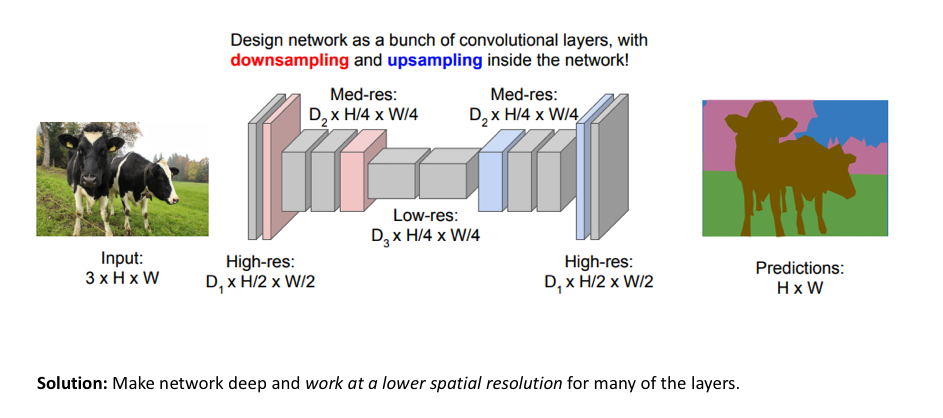 Design network as a bunch of convolutional layers, with
downsampling and upsampling inside the network!
Med-res:
D₂ x H/4 x W/4
Med-res:
D₂ x H/4 x W/4
Low-res:
D₃ x H/4 x W/4
Input:
3 x H x W
High-res:
D₁ x H/2 x W/2
High-res:
D₁ x H/2 x W/2
Predictions:
H x W
Solution: Make network deep and work at a lower spatial resolution for many of the layers.